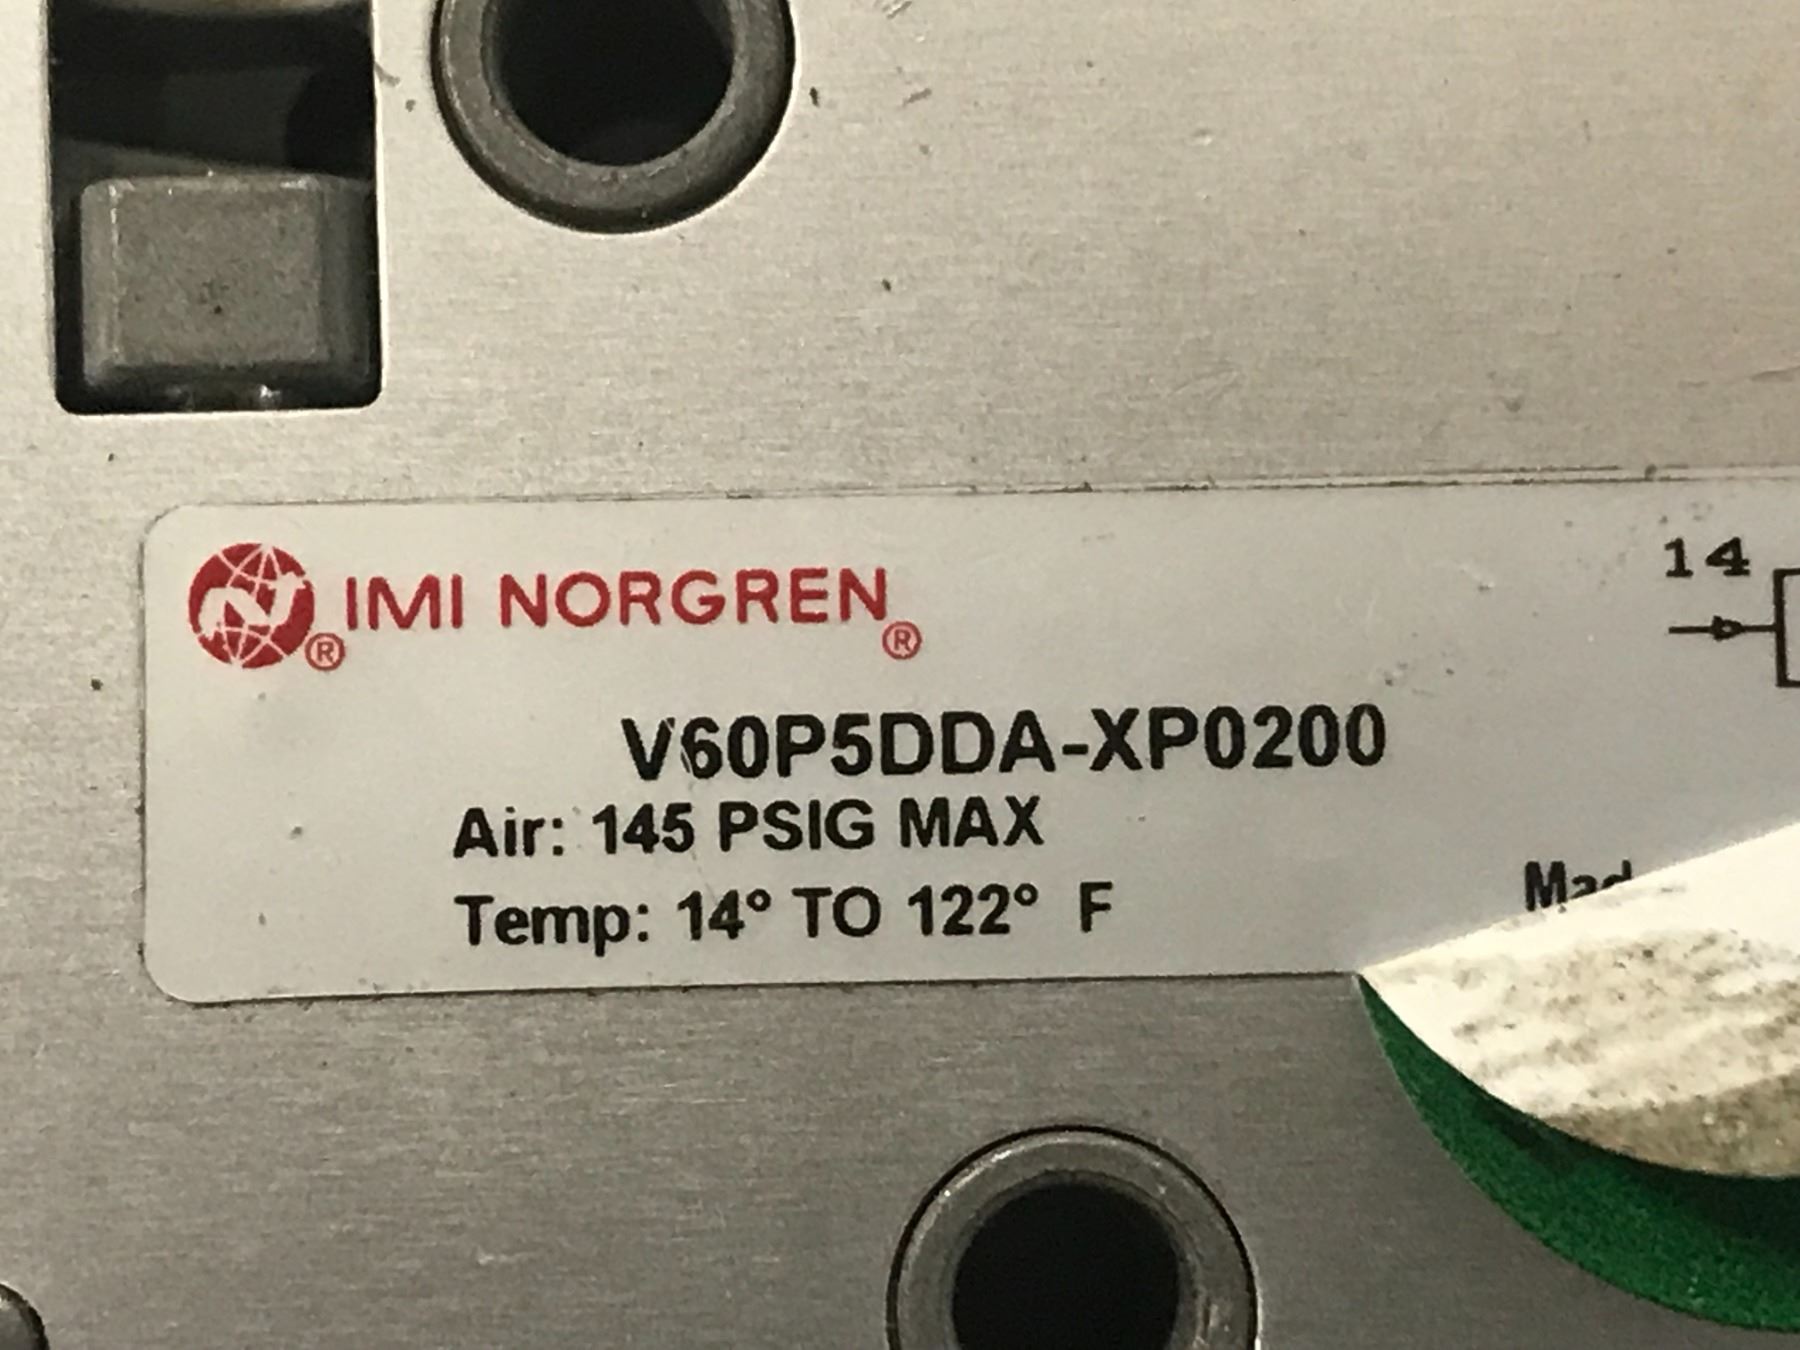 IMI NORGREN®
14
V60P5DDA-XP0200
Air: 145 PSIG MAX
Temp: 14° TO 122° F